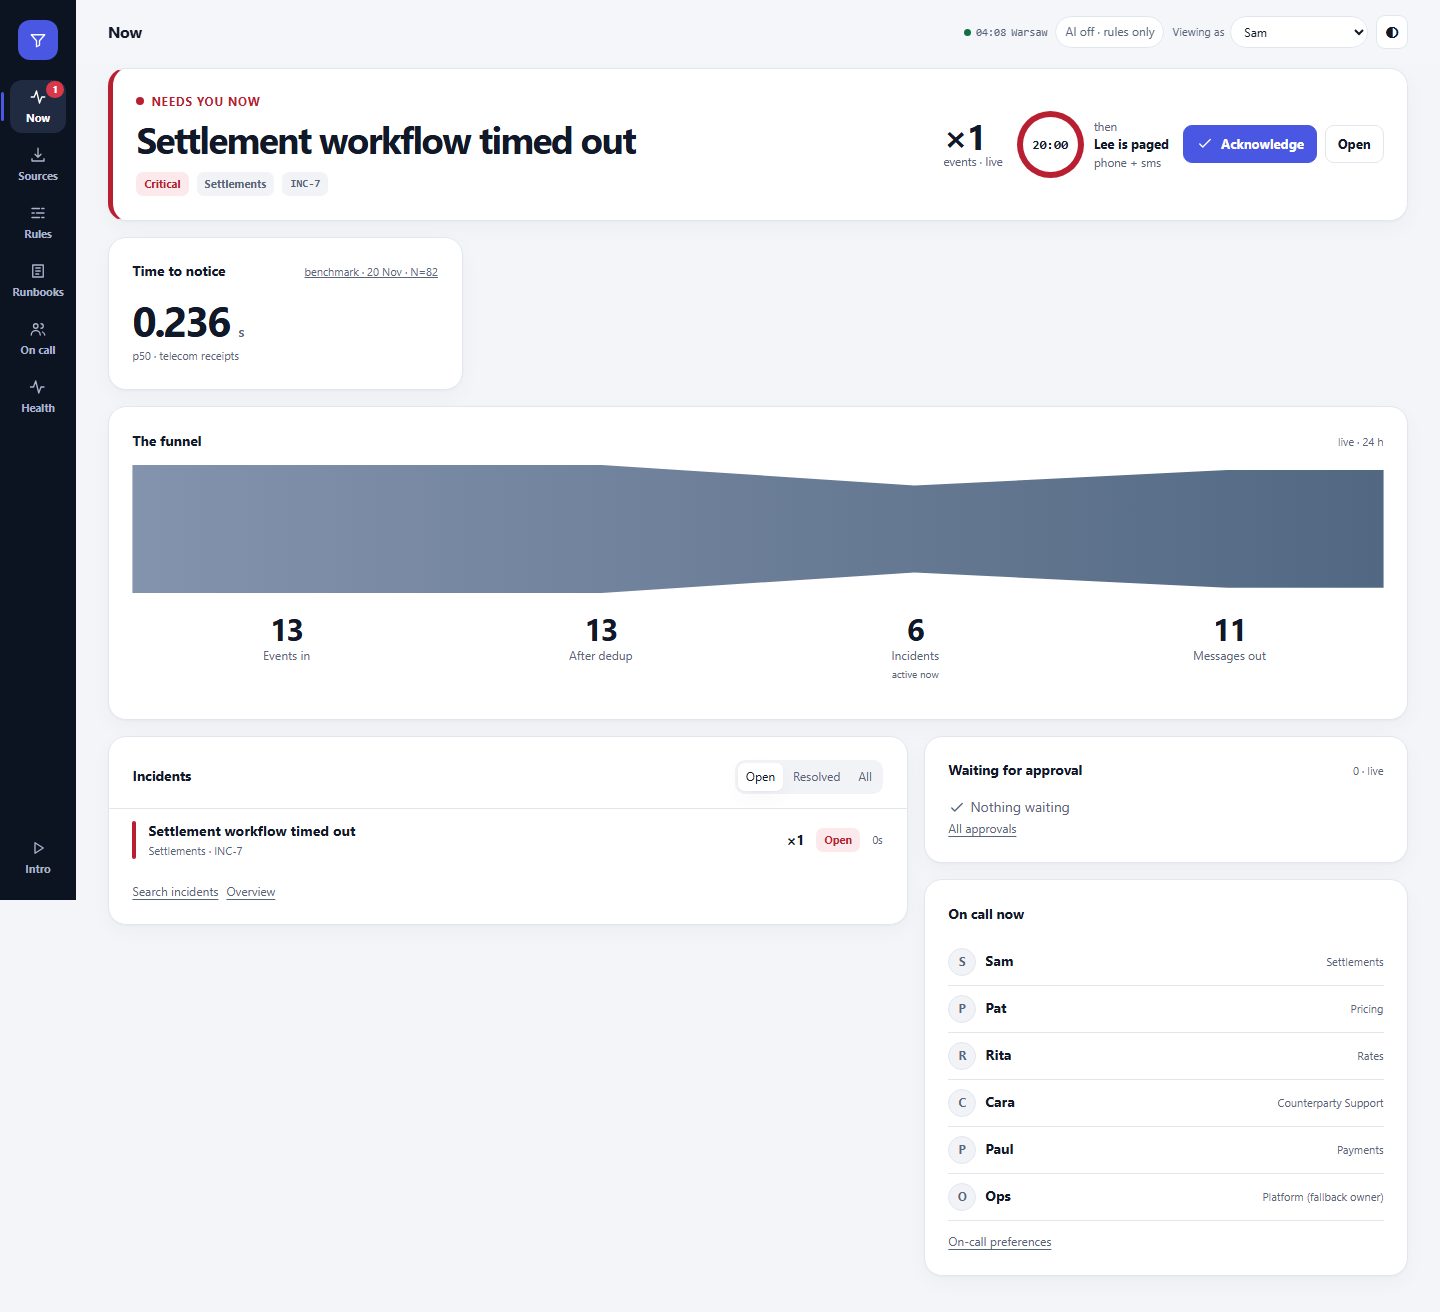 Now
04:08 Warsaw
AI off · rules only
Viewing as
Sam
1
Now
Sources
Rules
Runbooks
On call
Health
Intro
NEEDS YOU NOW
Settlement workflow timed out
Critical
Settlements
INC-7
×1
events · live
20:00
then
Lee is paged
phone + sms
Acknowledge
Open
Time to notice
benchmark · 20 Nov · N=82
0.236 s
p50 · telecom receipts
The funnel
live · 24 h
13
Events in
13
After dedup
6
Incidents
active now
11
Messages out
Incidents
Open
Resolved
All
Settlement workflow timed out
Settlements · INC-7
×1
Open
0s
Search incidents
Overview
Waiting for approval
0 · live
Nothing waiting
All approvals
On call now
S
Sam
Settlements
P
Pat
Pricing
R
Rita
Rates
C
Cara
Counterparty Support
P
Paul
Payments
O
Ops
Platform (fallback owner)
On-call preferences